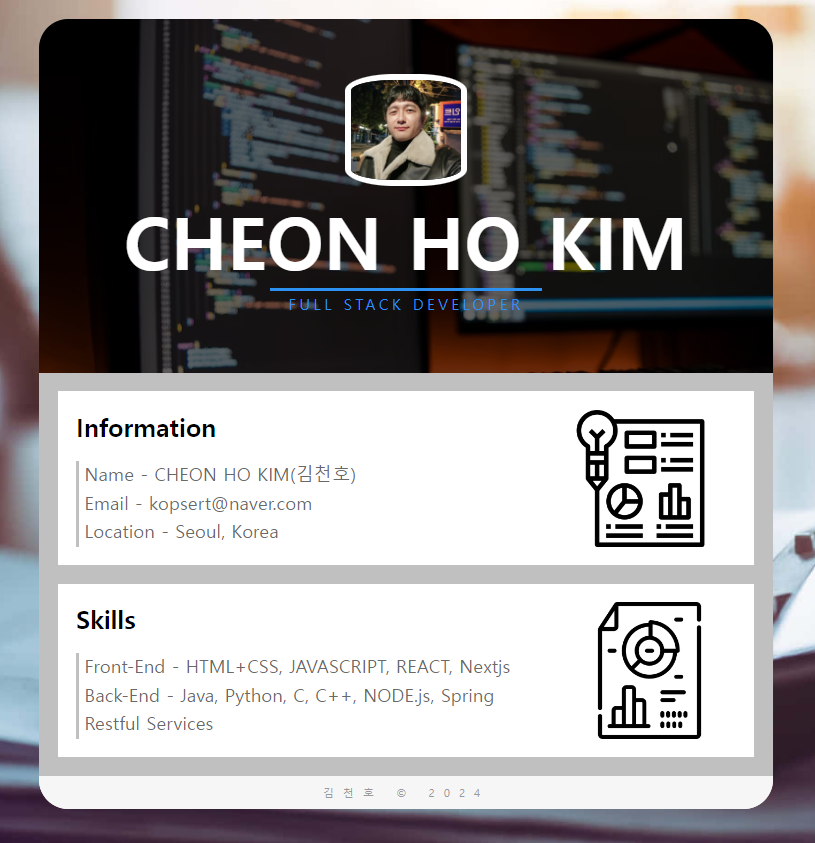 CHEON HO KIM
FULL STACK DEVELOPER
Information
Name - CHEON HO KIM(김천호)
Email - kopsert@naver.com
Location - Seoul, Korea
Skills
Front-End - HTML+CSS, JAVASCRIPT, REACT, Nextjs
Back-End - Java, Python, C, C++, NODE.js, Spring
Restful Services
김천호 © 2024